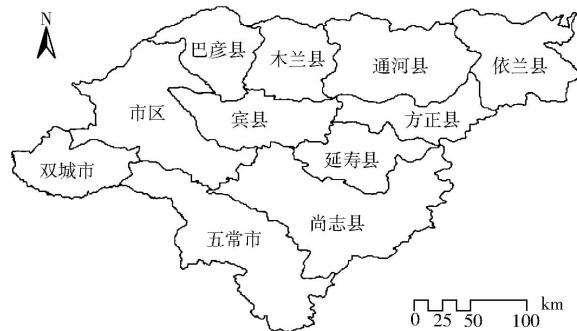 N
巴彦县
木兰县
通河县
依兰县
市区
宾县
方正县
双城市
延寿县
尚志县
五常市
km
0 25 50 100